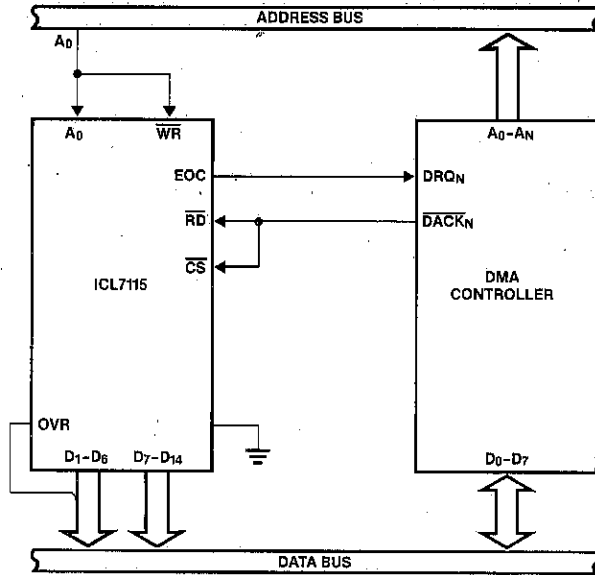 ADDRESS BUS
A0
A0
WR
A0–AN
EOC
DRQN
RD
DACKN
CS
ICL7115
DMA
CONTROLLER
OVR
D1–D6
D7–D14
D0–D7
DATA BUS